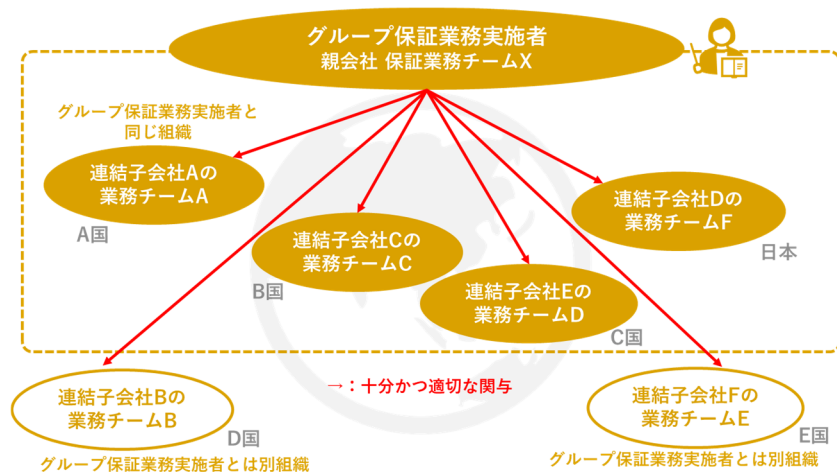 グループ保証業務実施者
親会社 保証業務チームX
グループ保証業務実施者と
同じ組織
連結子会社Aの
業務チームA
A国
連結子会社Cの
業務チームC
B国
連結子会社Dの
業務チームF
日本
連結子会社Eの
業務チームD
C国
→：十分かつ適切な関与
連結子会社Bの
業務チームB
D国
グループ保証業務実施者とは別組織
連結子会社Fの
業務チームE
E国
グループ保証業務実施者とは別組織